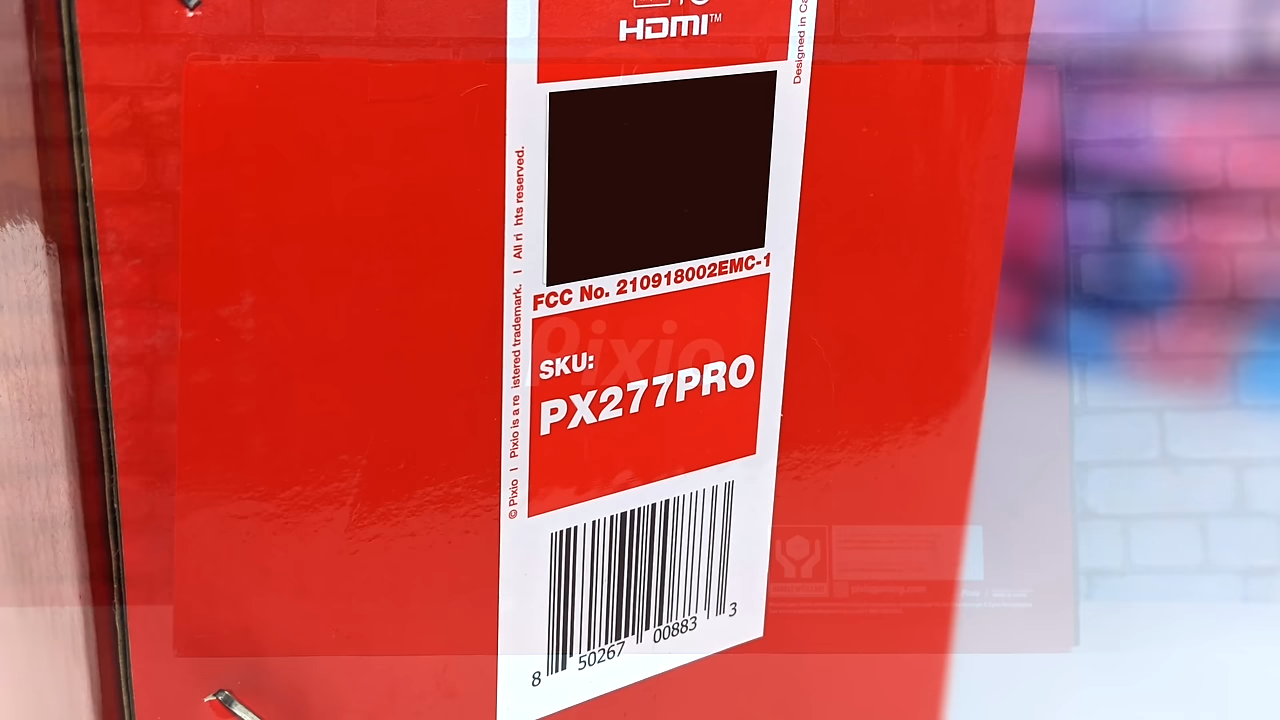 HDMI™
Designed in Ca
FCC No. 210918002EMC-1
© Pixio I Pixio is a re istered trademark. I All ri hts reserved.
Pixio
SKU:
PX277PRO
8 50267 00883 3